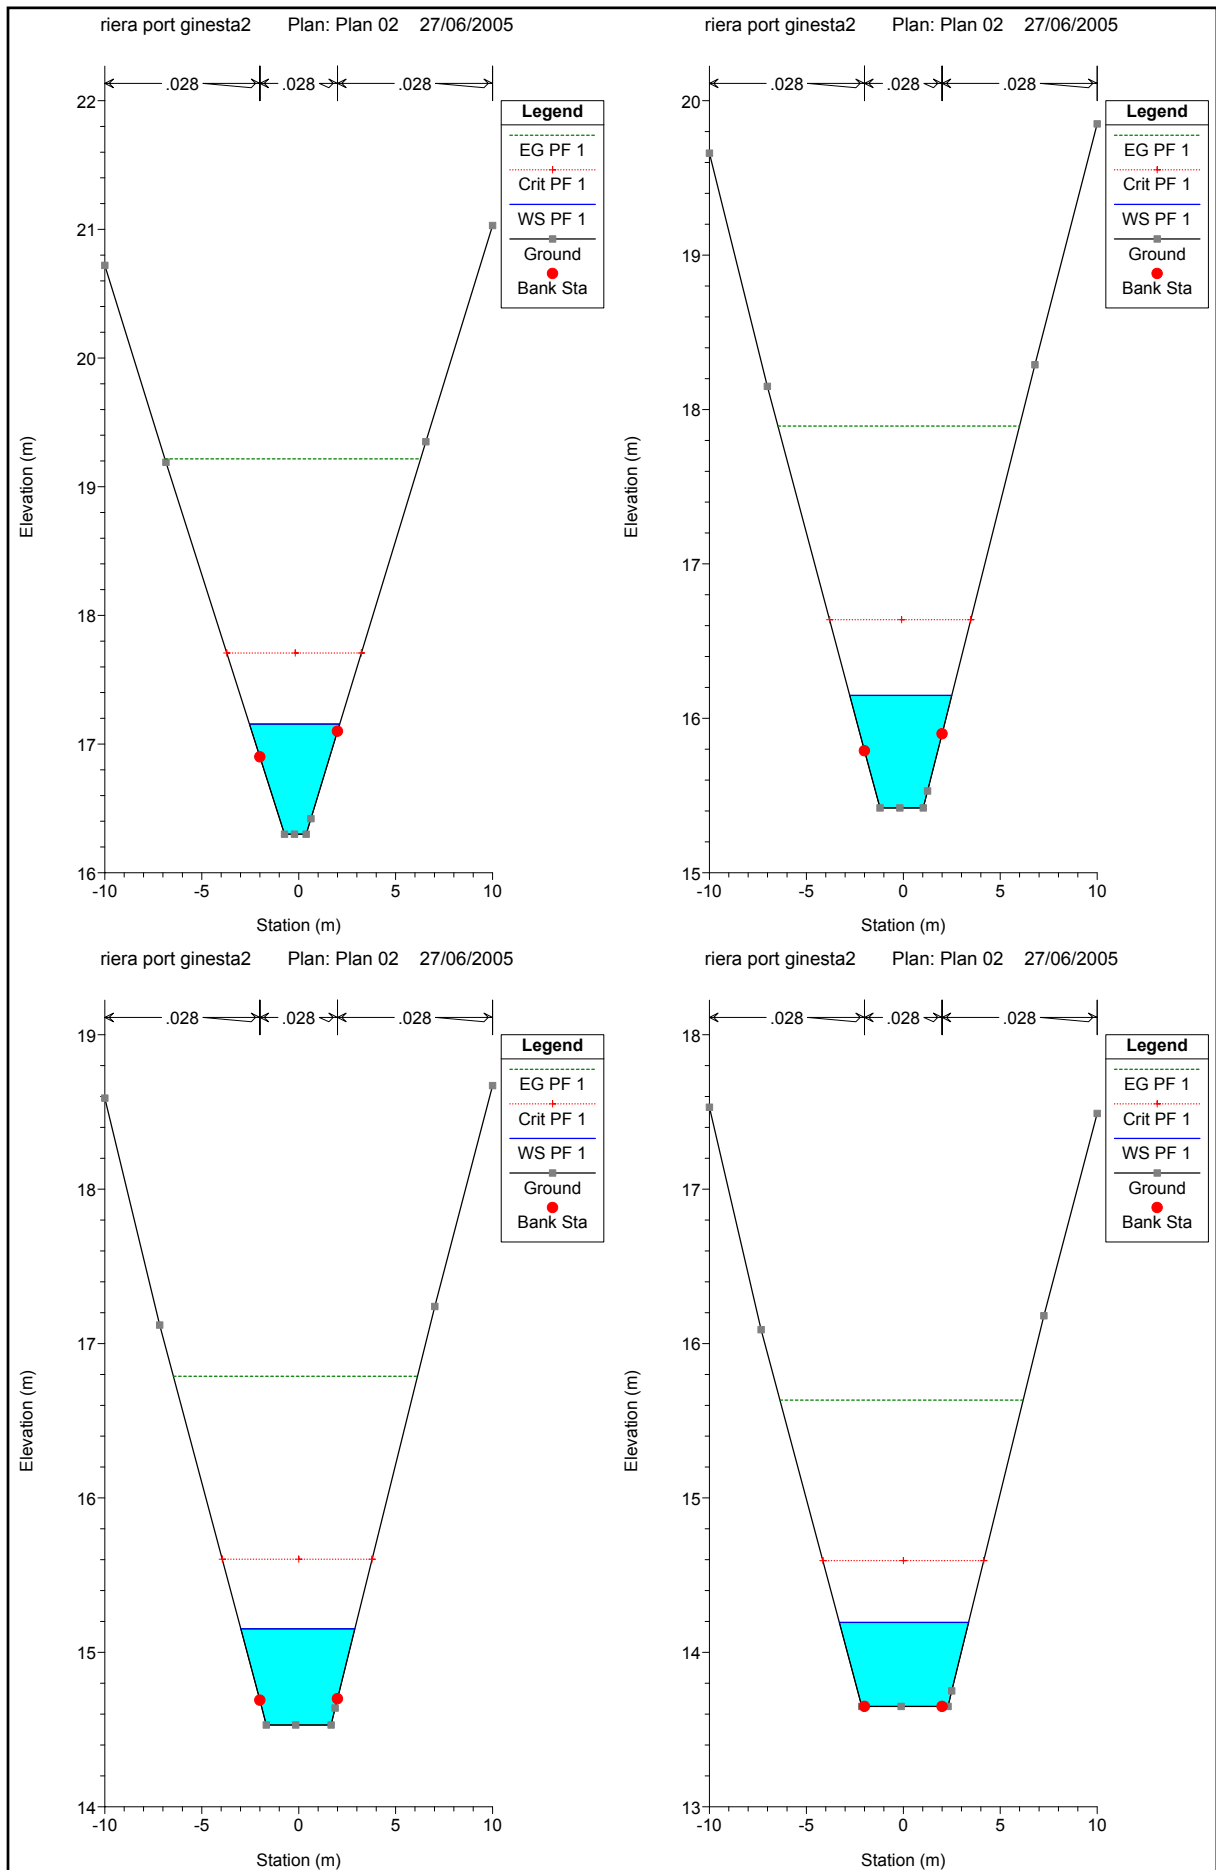 riera port ginesta2 Plan: Plan 02 27/06/2005
.028 .028 .028
22
21
20
19
18
17
16
Elevation (m)
-10 -5 0 5 10
Station (m)
Legend
EG PF 1
Crit PF 1
WS PF 1
Ground
Bank Sta
riera port ginesta2 Plan: Plan 02 27/06/2005
.028 .028 .028
20
19
18
17
16
15
Elevation (m)
-10 -5 0 5 10
Station (m)
Legend
EG PF 1
Crit PF 1
WS PF 1
Ground
Bank Sta
riera port ginesta2 Plan: Plan 02 27/06/2005
.028 .028 .028
19
18
17
16
15
14
Elevation (m)
-10 -5 0 5 10
Station (m)
Legend
EG PF 1
Crit PF 1
WS PF 1
Ground
Bank Sta
riera port ginesta2 Plan: Plan 02 27/06/2005
.028 .028 .028
18
17
16
15
14
13
Elevation (m)
-10 -5 0 5 10
Station (m)
Legend
EG PF 1
Crit PF 1
WS PF 1
Ground
Bank Sta